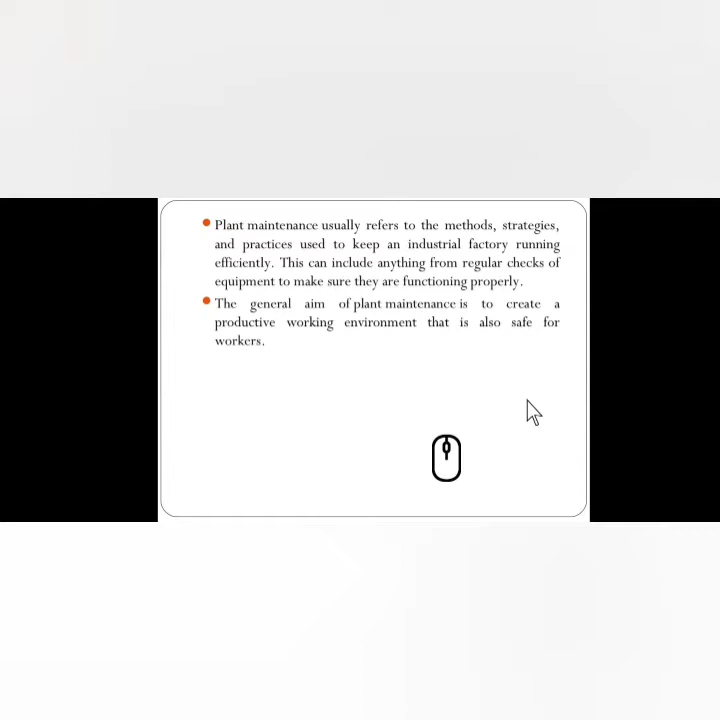 Plant maintenance usually refers to the methods, strategies,
and practices used to keep an industrial factory running
efficiently. This can include anything from regular checks of
equipment to make sure they are functioning properly.
The general aim of plant maintenance is to create a
productive working environment that is also safe for
workers.